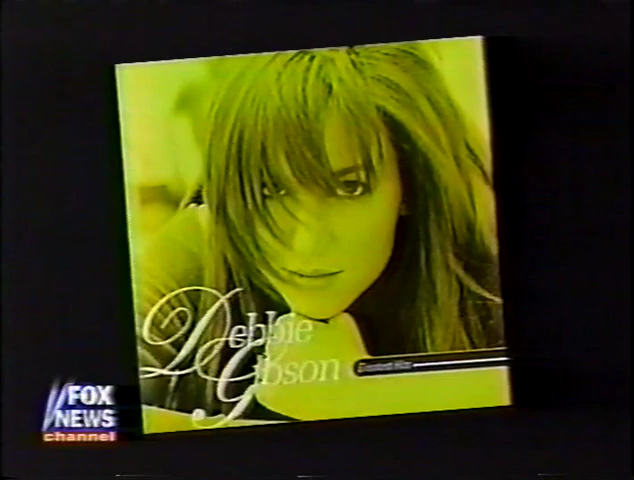 Debbie
Gibson
Greatest Hits
FOX
NEWS
channel